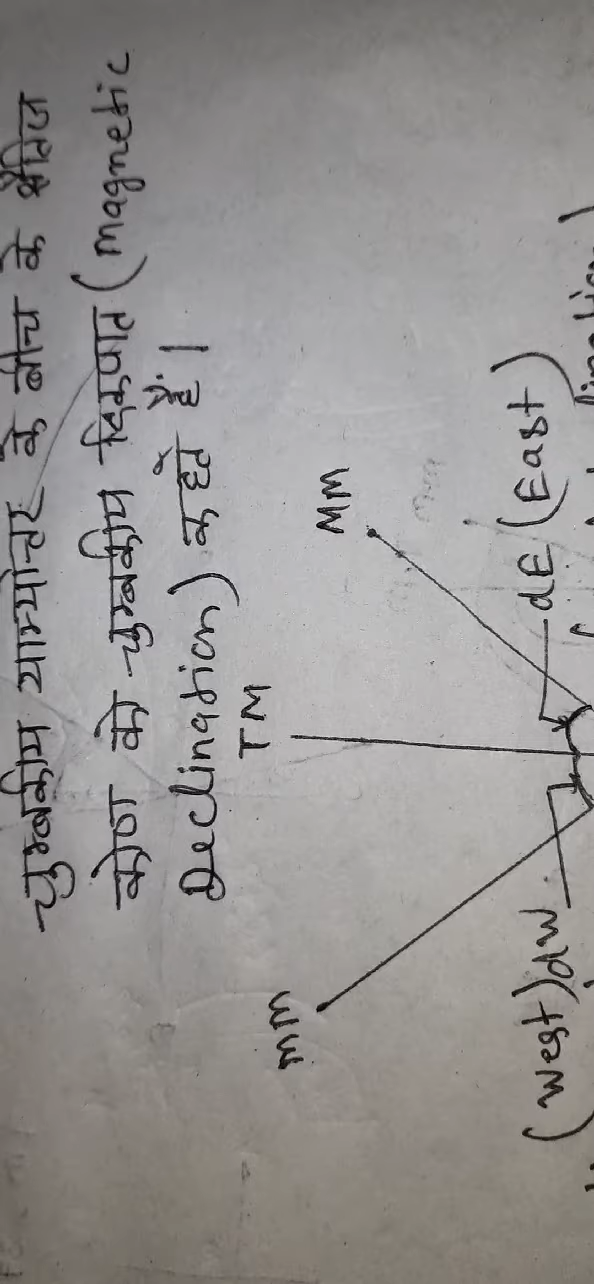 चुम्बकीय याम्योत्तर के बीच के क्षैतिज
कोण को चुम्बकीय दिक्पात (magnetic
Declination) कहते हैं।
TM
MM
MM
(west) dW
dE (East)